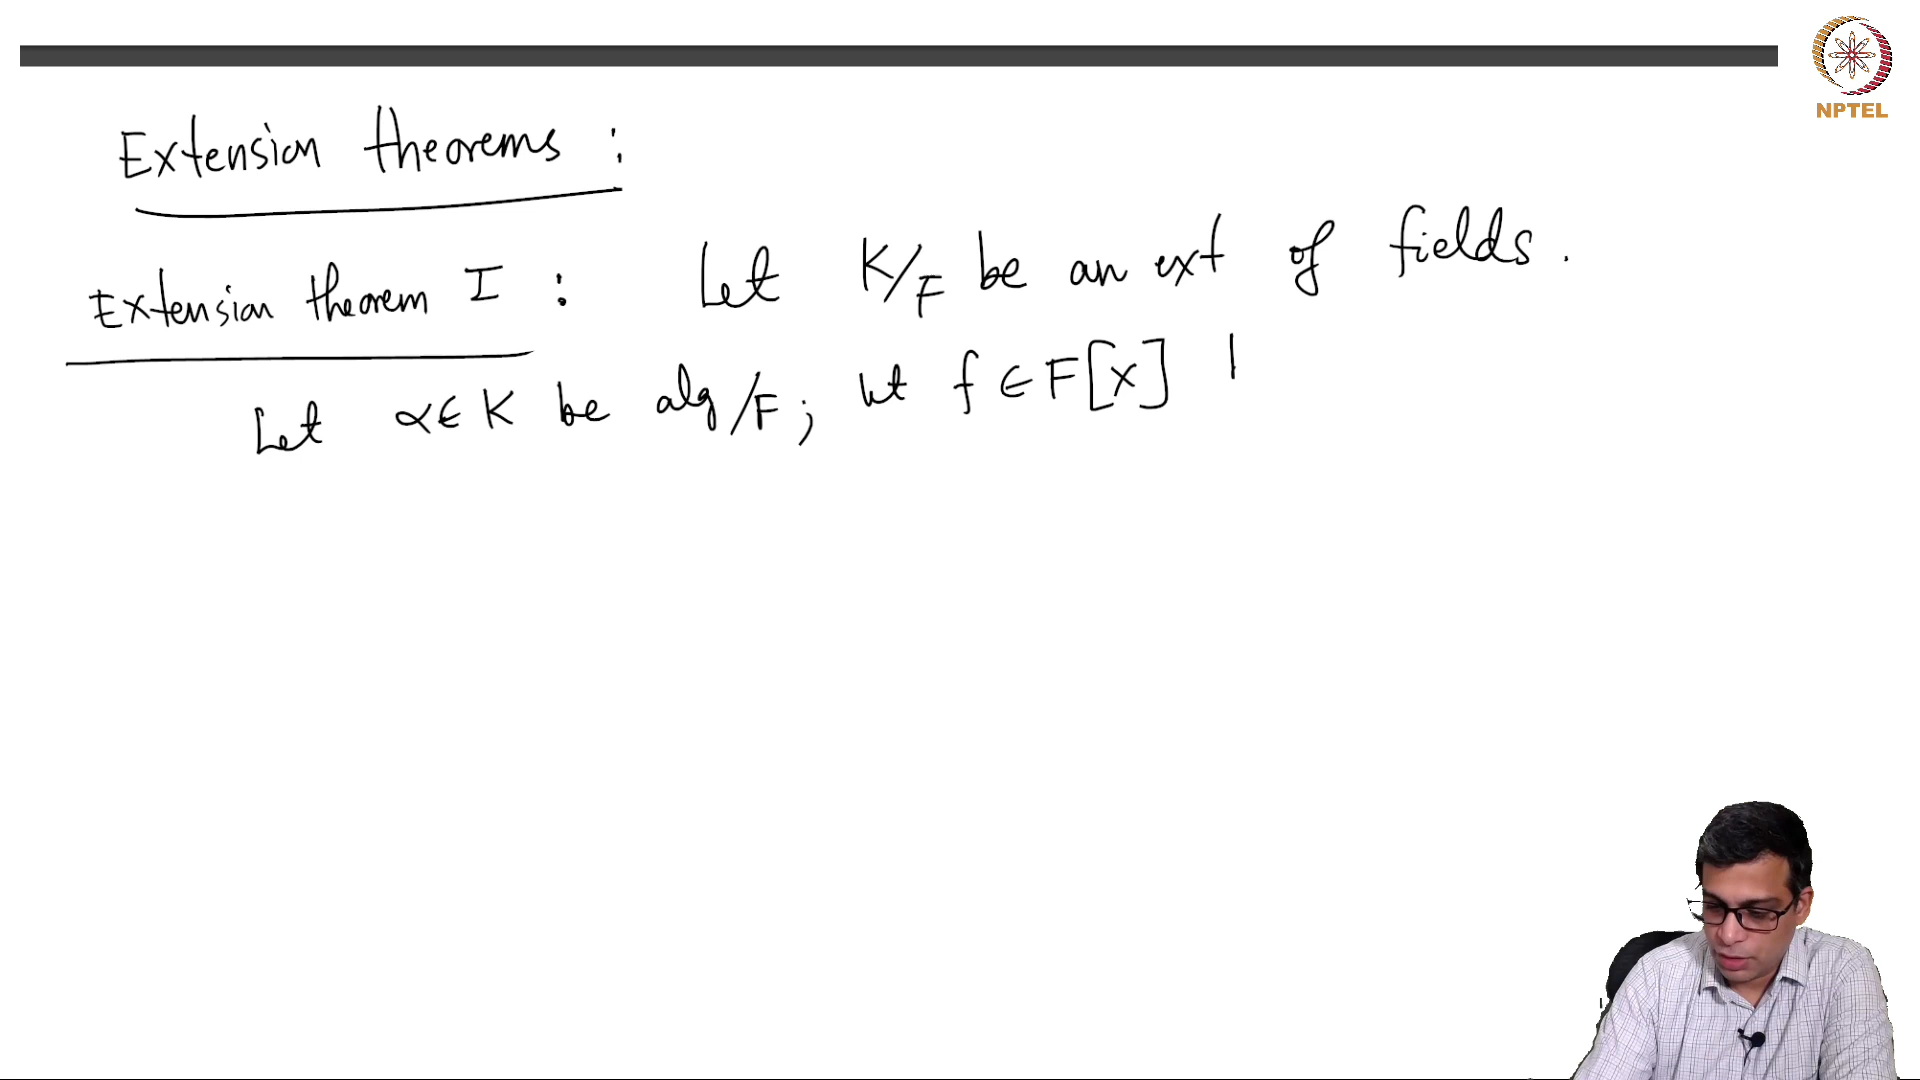 NPTEL
Extension theorems :
Extension theorem I : Let K/F be an ext of fields.
Let α ∈ K be alg/F; let f ∈ F[x]